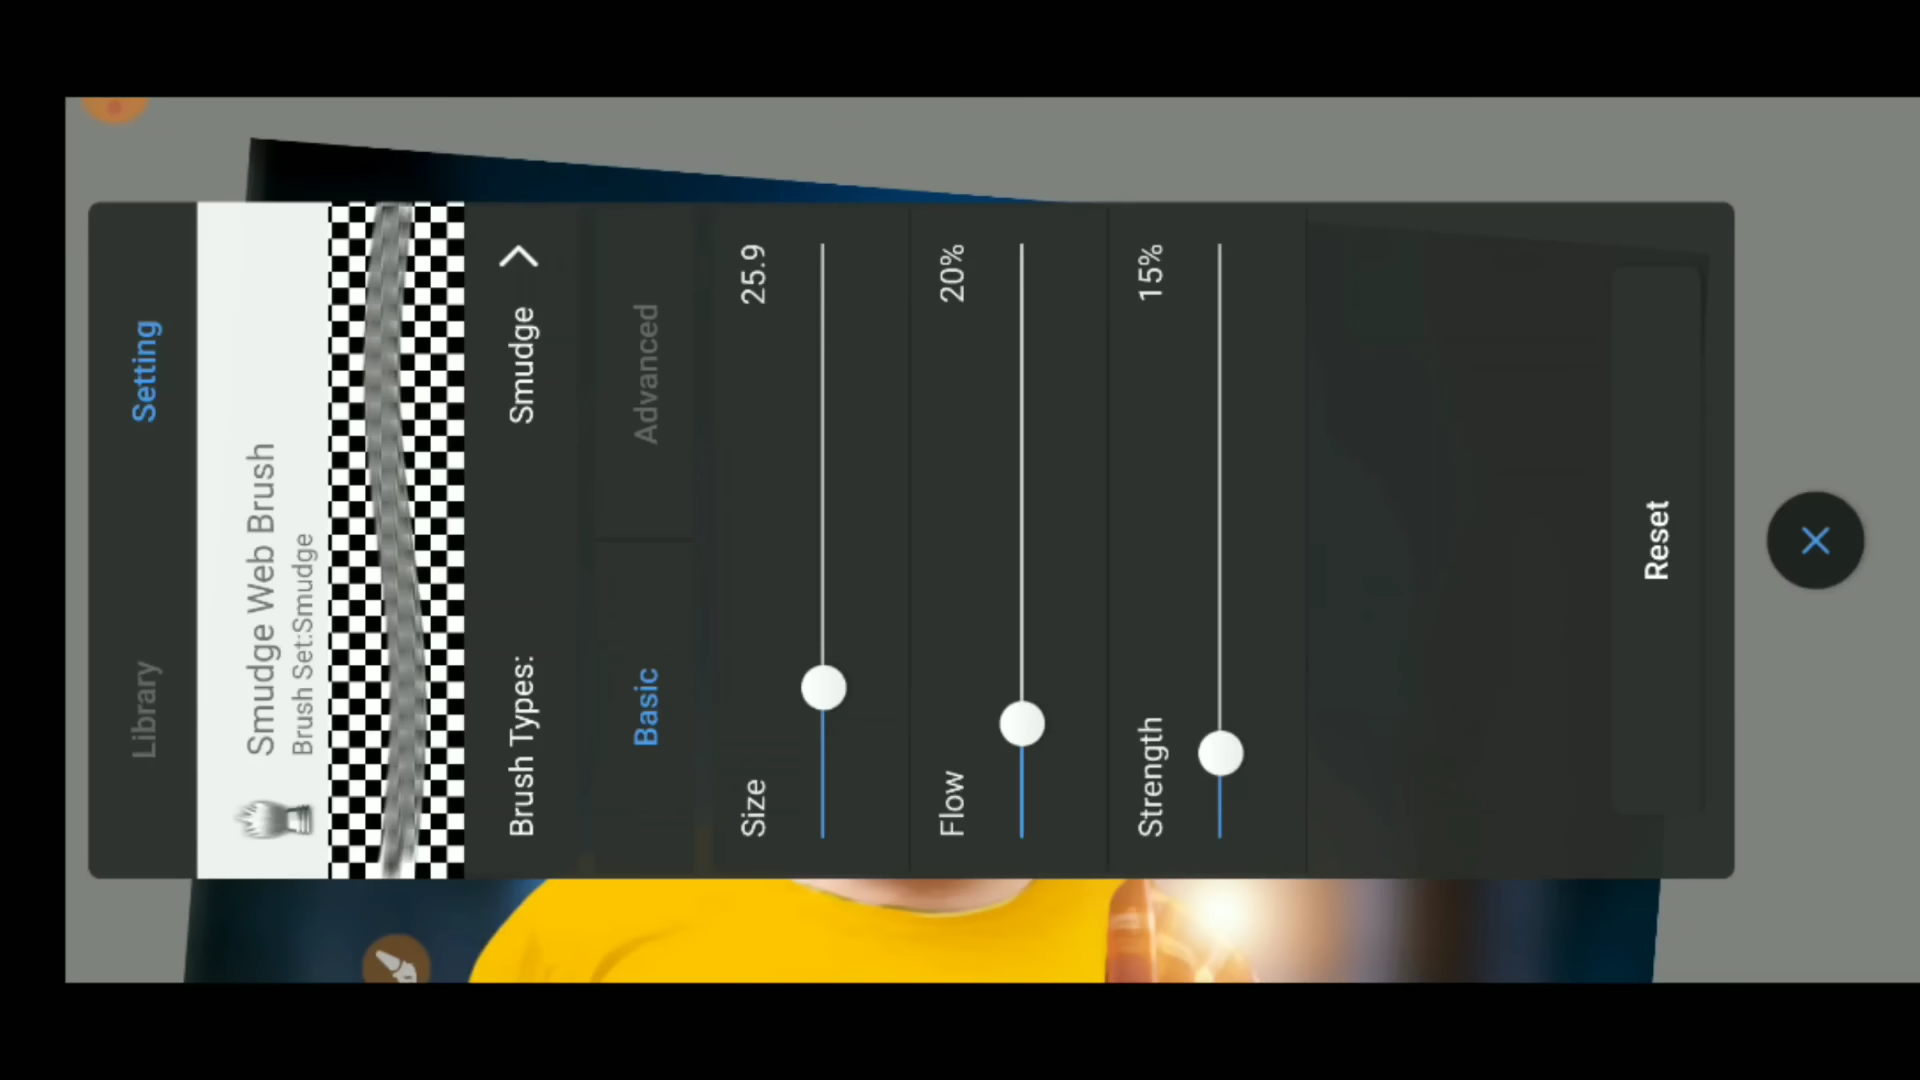 Library Setting
Smudge Web Brush
Brush Set:Smudge
Brush Types: Smudge
Basic Advanced
Size 25.9
Flow 20%
Strength 15%
Reset